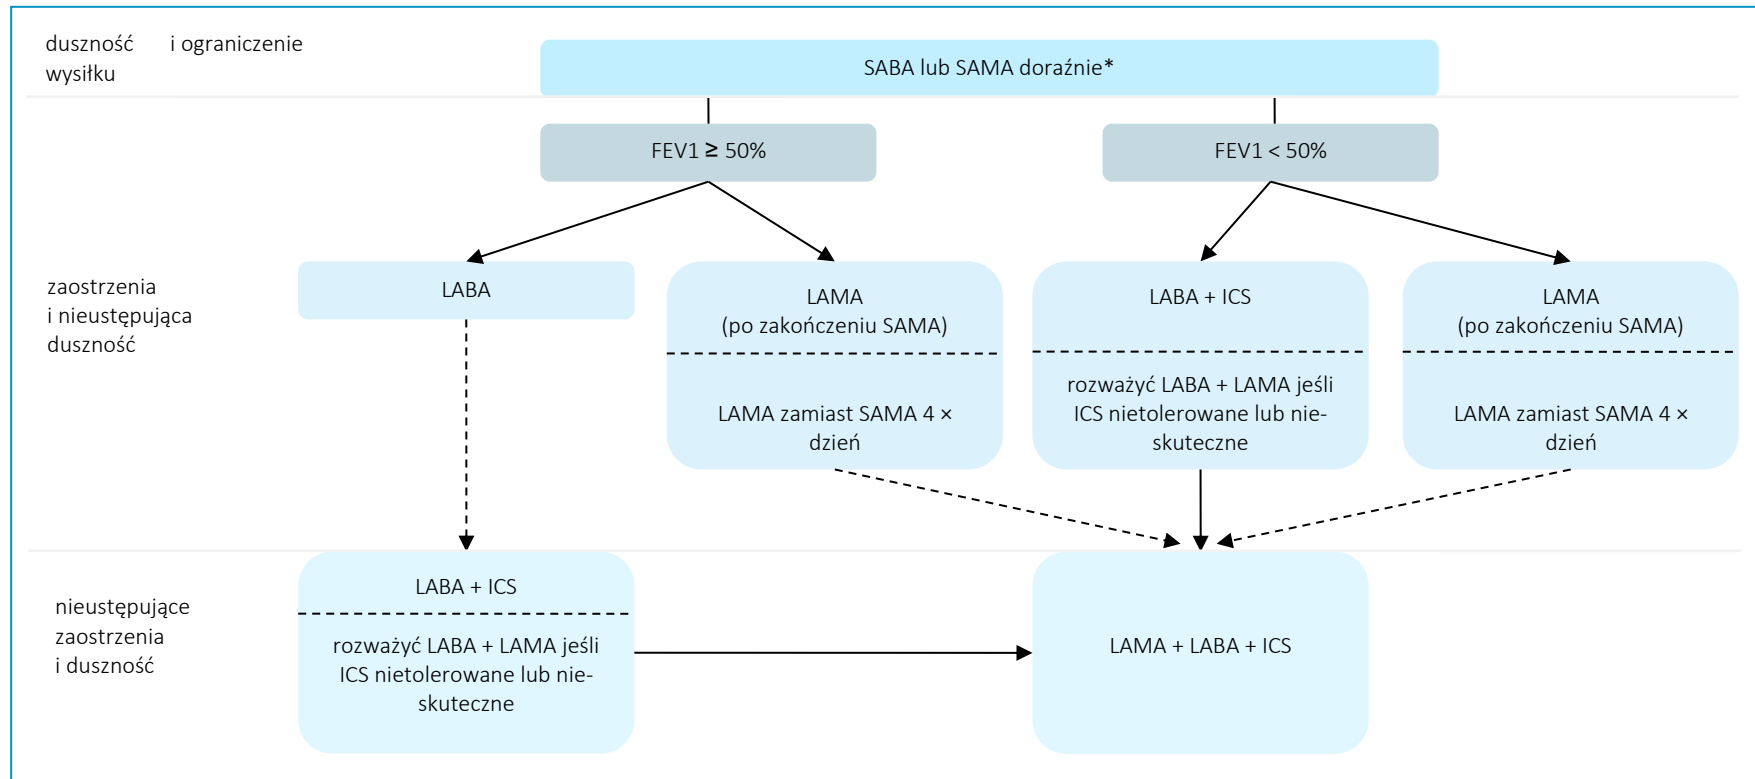 duszność i ograniczenie
wysiłku
SABA lub SAMA doraźnie*
FEV1 ≥ 50%
FEV1 < 50%
zaostrzenia
i nieustępująca
duszność
LABA
LAMA
(po zakończeniu SAMA)
LAMA zamiast SAMA 4 ×
dzień
LABA + ICS
rozważyć LABA + LAMA jeśli
ICS nietolerowane lub nie-
skuteczne
LAMA
(po zakończeniu SAMA)
LAMA zamiast SAMA 4 ×
dzień
nieustępujące
zaostrzenia
i duszność
LABA + ICS
rozważyć LABA + LAMA jeśli
ICS nietolerowane lub nie-
skuteczne
LAMA + LABA + ICS